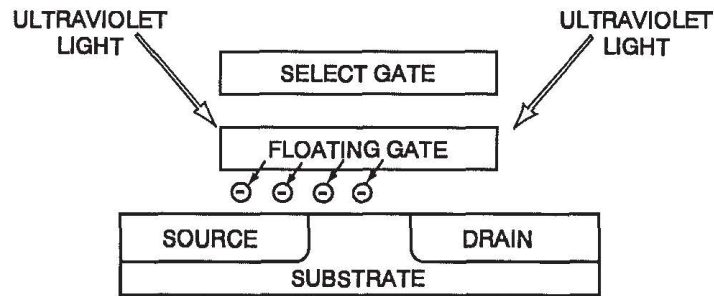 ULTRAVIOLET
LIGHT
ULTRAVIOLET
LIGHT
SELECT GATE
FLOATING GATE
- - - -
SOURCE
DRAIN
SUBSTRATE